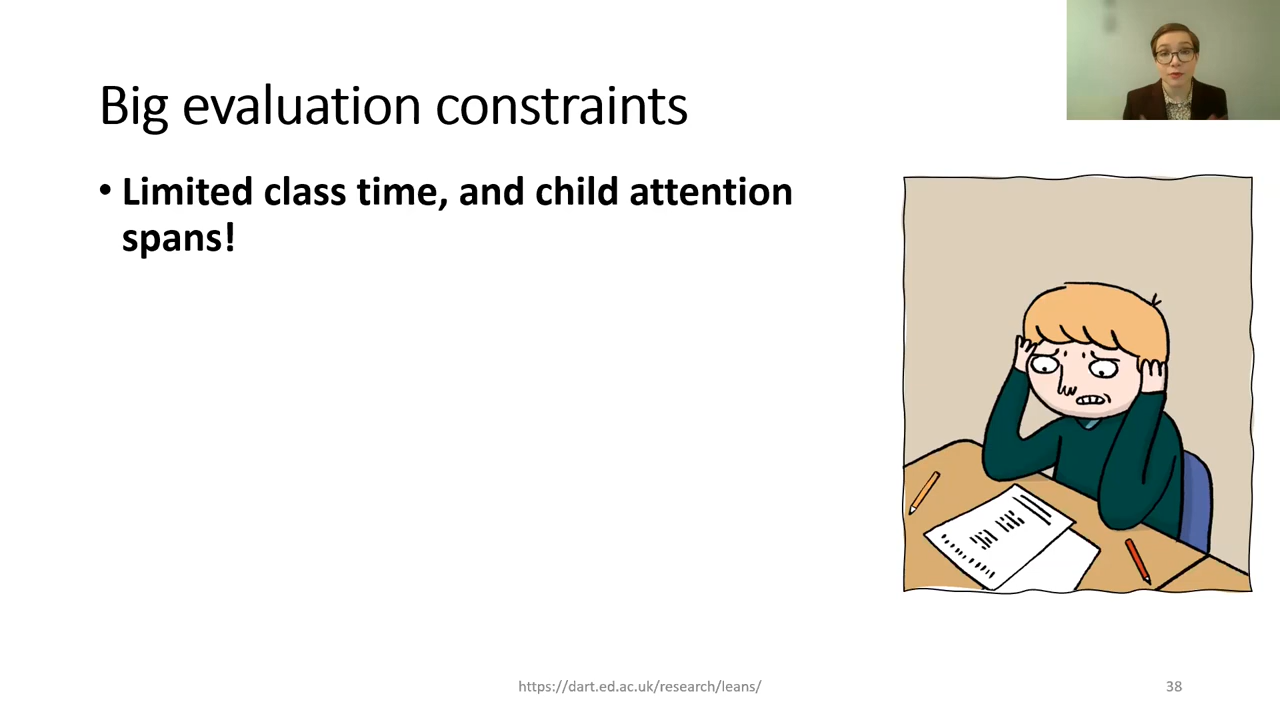 Big evaluation constraints
• Limited class time, and child attention
spans!
https://dart.ed.ac.uk/research/leans/
38